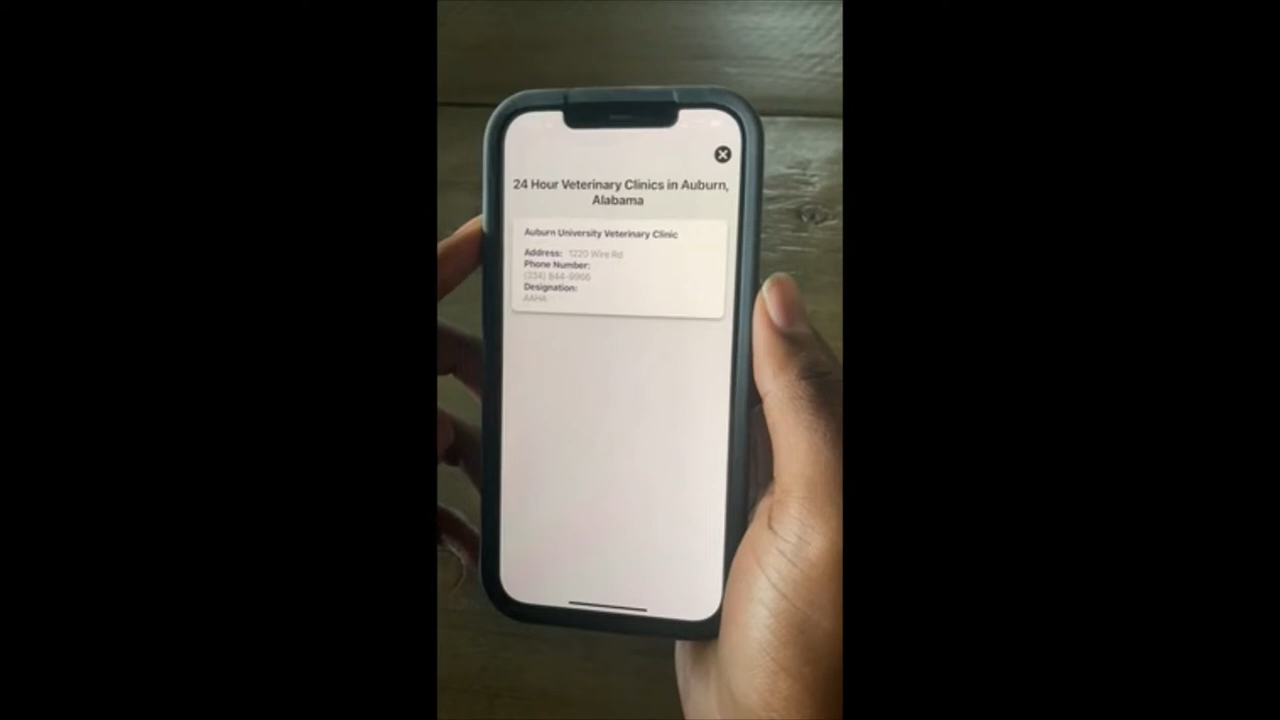 24 Hour Veterinary Clinics in Auburn,
Alabama
Auburn University Veterinary Clinic
Address: 1220 Wire Rd
Phone Number:
(334) 844-9966
Designation:
AAHA